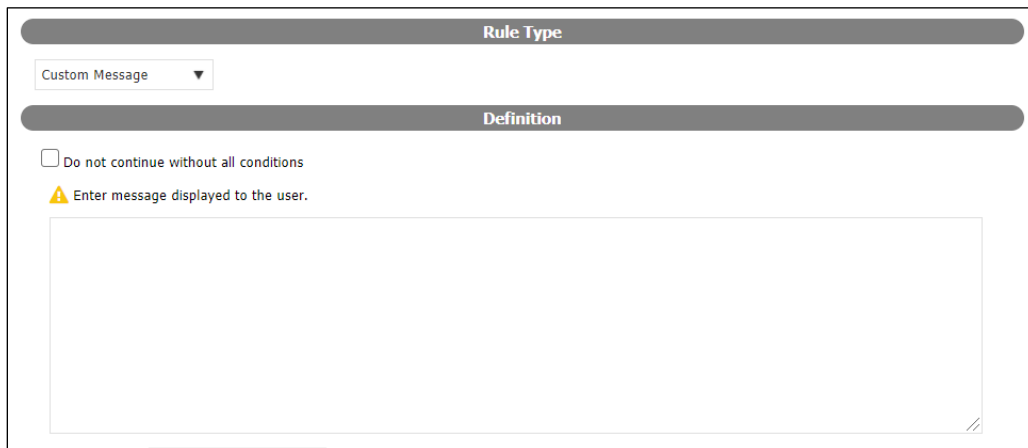 Rule Type
Custom Message
Definition
Do not continue without all conditions
Enter message displayed to the user.